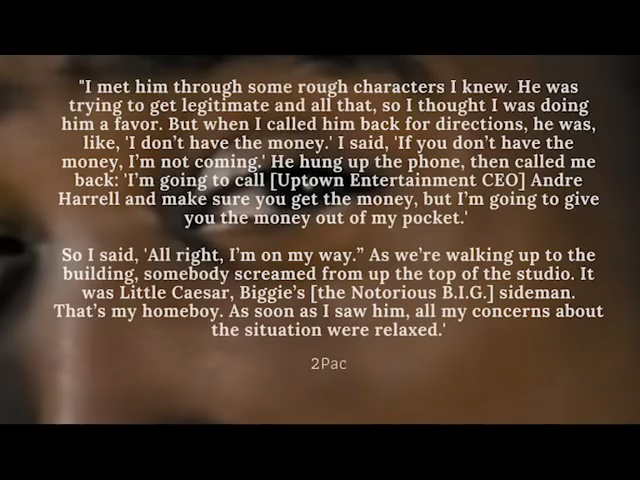 "I met him through some rough characters I knew. He was
trying to get legitimate and all that, so I thought I was doing
him a favor. But when I called him back for directions, he was,
like, 'I don't have the money.' I said, 'If you don't have the
money, I'm not coming.' He hung up the phone, then called me
back: 'I'm going to call [Uptown Entertainment CEO] Andre
Harrell and make sure you get the money, but I'm going to give
you the money out of my pocket.'
So I said, 'All right, I'm on my way.” As we're walking up to the
building, somebody screamed from up the top of the studio. It
was Little Caesar, Biggie's [the Notorious B.I.G.] sideman.
That's my homeboy. As soon as I saw him, all my concerns about
the situation were relaxed.'
2Pac